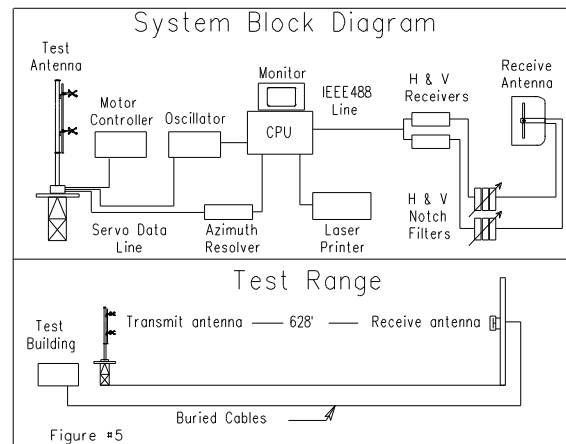 System Block Diagram
Test
Antenna
Motor
Controller
Oscillator
Monitor
CPU
IEEE488
Line
H & V
Receivers
Receive
Antenna
Servo Data
Line
Azimuth
Resolver
Laser
Printer
H & V
Notch
Filters
Test Range
Test
Building
Transmit antenna — 628' — Receive antenna
Buried Cables
Figure #5